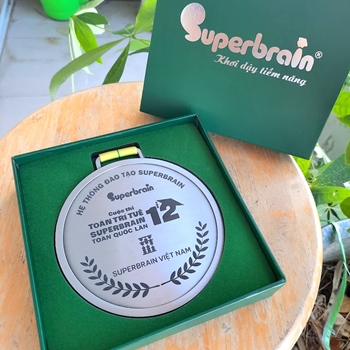 Superbrain®
Khơi dậy tiềm năng
HỆ THỐNG ĐÀO TẠO SUPERBRAIN
Superbrain
Cuộc thi
TOÁN TRÍ TUỆ
SUPERBRAIN 12
TOÀN QUỐC LẦN
SUPERBRAIN VIỆT NAM